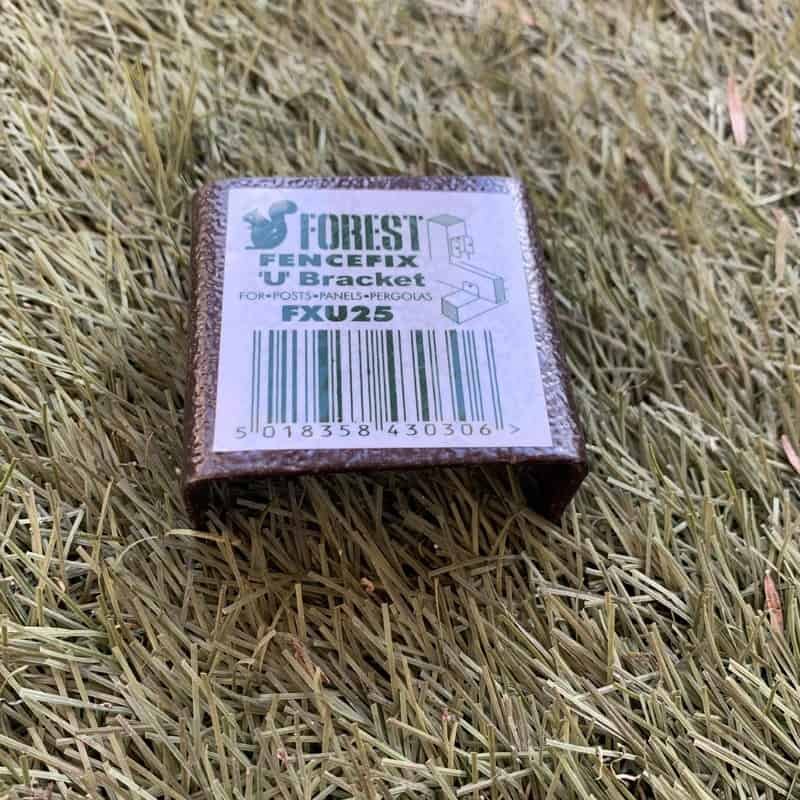 FOREST
FENCEFIX
'U' Bracket
FOR•POSTS•PANELS•PERGOLAS
FXU25
5 018358 430306 >